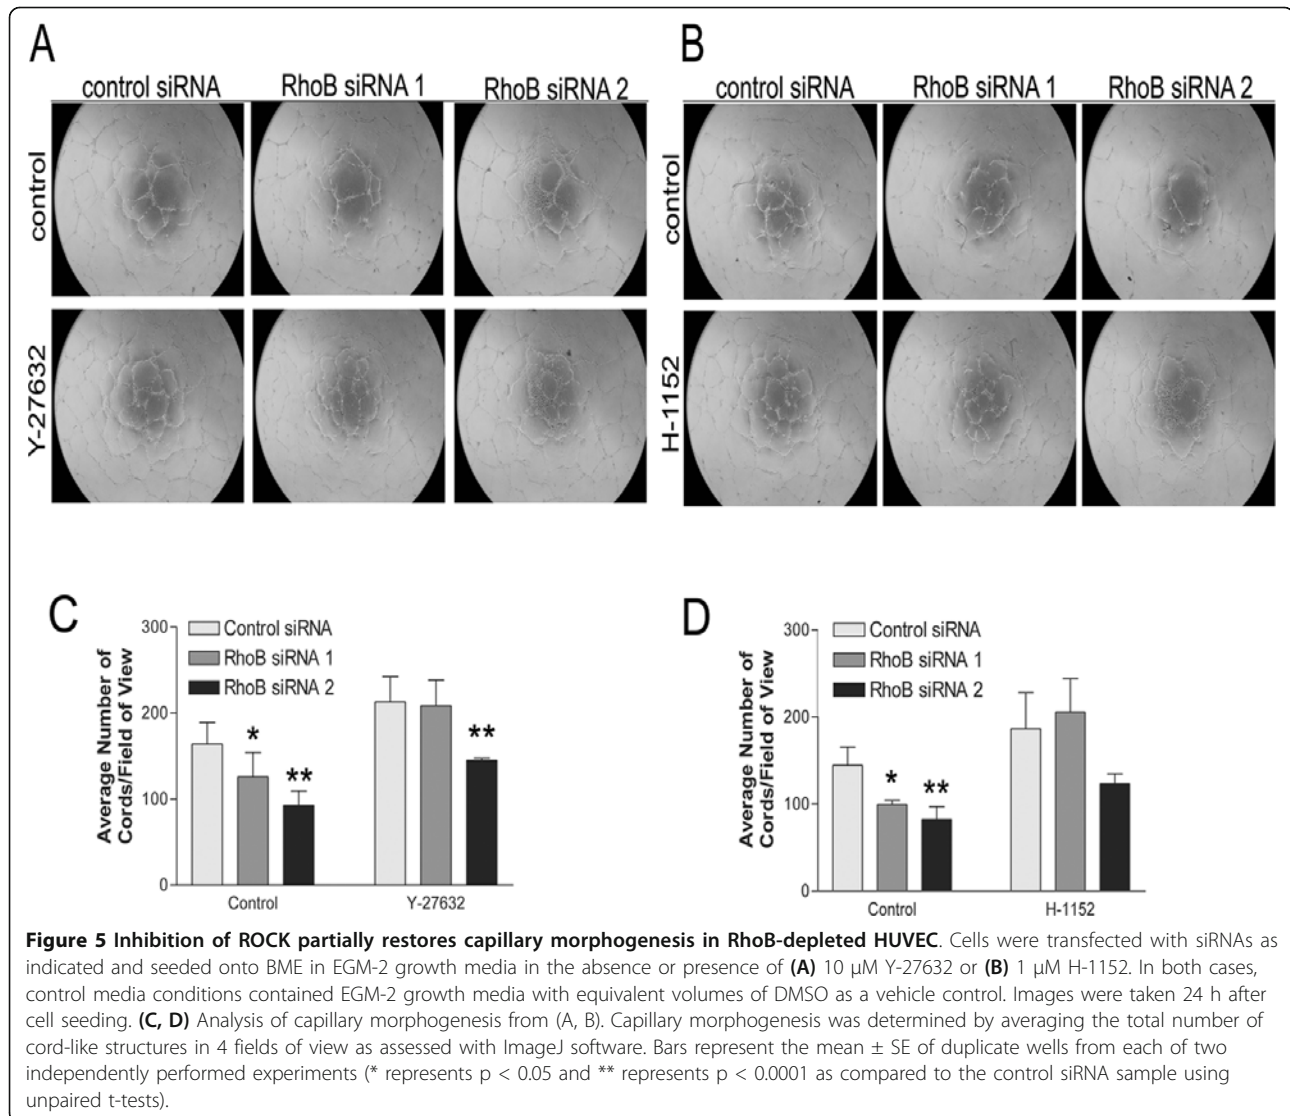 A
control siRNA RhoB siRNA 1 RhoB siRNA 2
control
Y-27632
B
control siRNA RhoB siRNA 1 RhoB siRNA 2
control
H-1152
C
Average Number of
Cords/Field of View
300
200
100
0
Control siRNA
RhoB siRNA 1
RhoB siRNA 2
*
**
**
Control Y-27632
D
Average Number of
Cords/Field of View
300
200
100
0
Control siRNA
RhoB siRNA 1
RhoB siRNA 2
*
**
Control H-1152
Figure 5 Inhibition of ROCK partially restores capillary morphogenesis in RhoB-depleted HUVEC. Cells were transfected with siRNAs as
indicated and seeded onto BME in EGM-2 growth media in the absence or presence of (A) 10 μM Y-27632 or (B) 1 μM H-1152. In both cases,
control media conditions contained EGM-2 growth media with equivalent volumes of DMSO as a vehicle control. Images were taken 24 h after
cell seeding. (C, D) Analysis of capillary morphogenesis from (A, B). Capillary morphogenesis was determined by averaging the total number of
cord-like structures in 4 fields of view as assessed with ImageJ software. Bars represent the mean ± SE of duplicate wells from each of two
independently performed experiments (* represents p < 0.05 and ** represents p < 0.0001 as compared to the control siRNA sample using
unpaired t-tests).